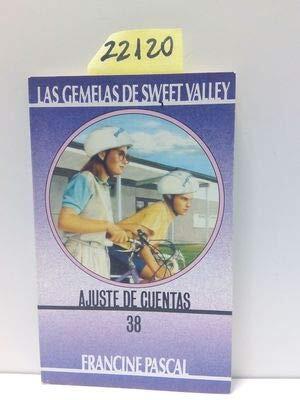 22120
LAS GEMELAS DE SWEET VALLEY
AJUSTE DE CUENTAS
38
FRANCINE PASCAL